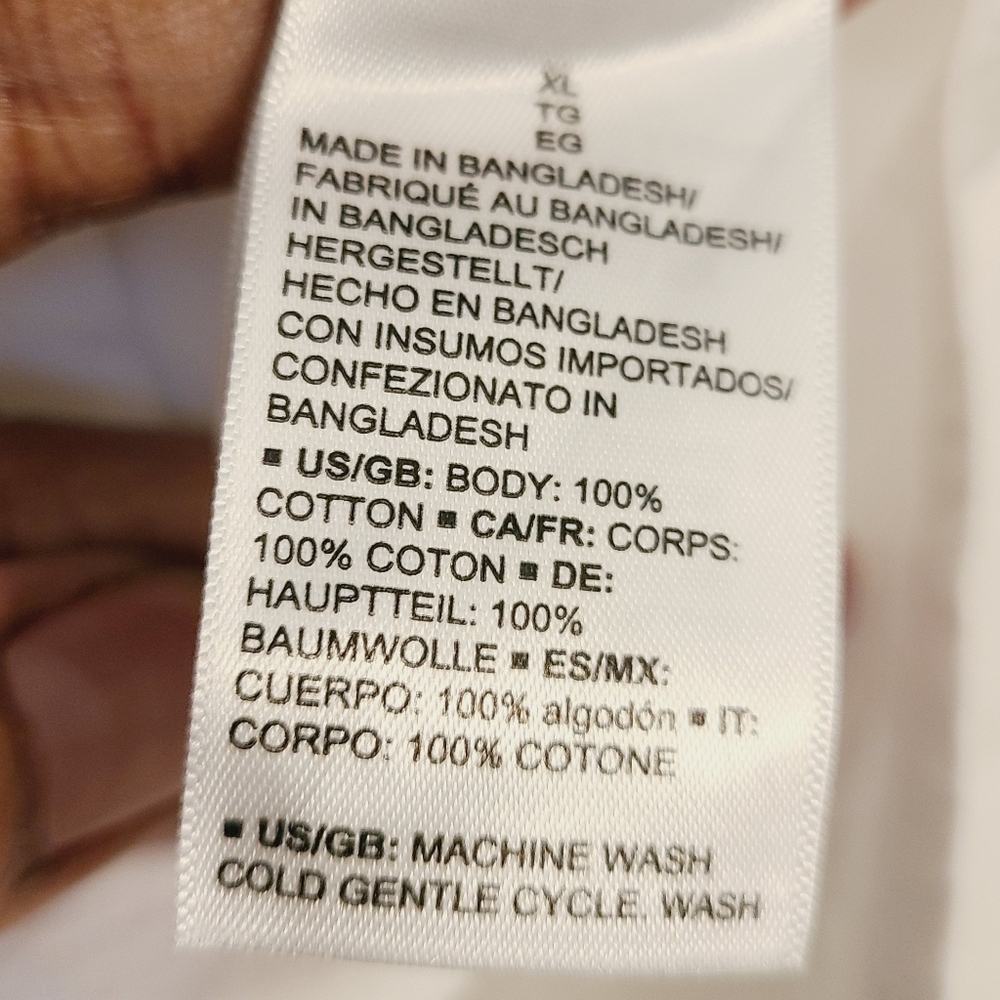 XL
TG
EG
MADE IN BANGLADESH/
FABRIQUÉ AU BANGLADESH/
IN BANGLADESCH
HERGESTELLT/
HECHO EN BANGLADESH
CON INSUMOS IMPORTADOS/
CONFEZIONATO IN
BANGLADESH
▪ US/GB: BODY: 100%
COTTON ▪ CA/FR: CORPS:
100% COTON ▪ DE:
HAUPTTEIL: 100%
BAUMWOLLE ▪ ES/MX:
CUERPO: 100% algodón ▪ IT:
CORPO: 100% COTONE
▪ US/GB: MACHINE WASH
COLD GENTLE CYCLE. WASH